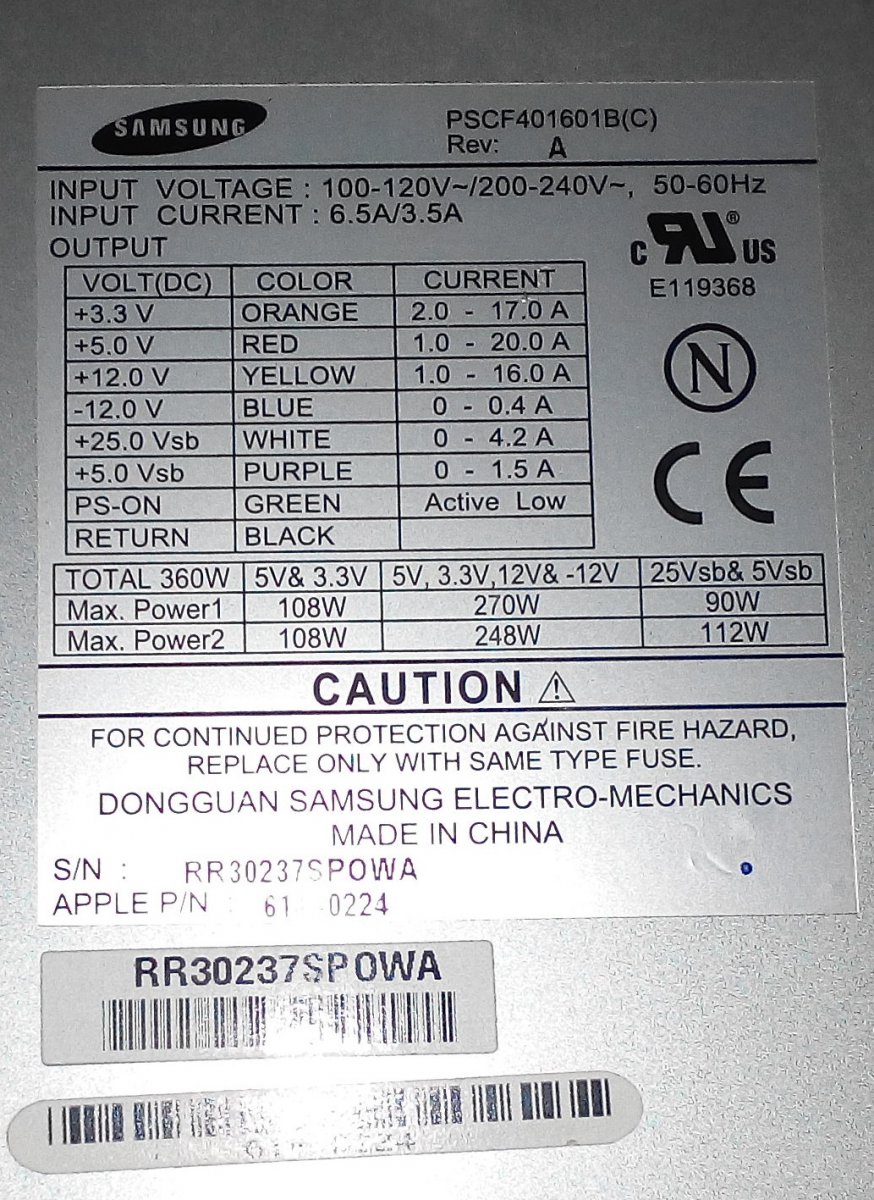 SAMSUNG
PSCF401601B(C)
Rev: A
INPUT VOLTAGE : 100-120V~/200-240V~, 50-60Hz
INPUT CURRENT : 6.5A/3.5A
OUTPUT
C US ®
E119368
N
CE
VOLT(DC) COLOR CURRENT
+3.3 V ORANGE 2.0 - 17.0 A
+5.0 V RED 1.0 - 20.0 A
+12.0 V YELLOW 1.0 - 16.0 A
-12.0 V BLUE 0 - 0.4 A
+25.0 Vsb WHITE 0 - 4.2 A
+5.0 Vsb PURPLE 0 - 1.5 A
PS-ON GREEN Active Low
RETURN BLACK
TOTAL 360W 5V& 3.3V 5V, 3.3V,12V& -12V 25Vsb& 5Vsb
Max. Power1 108W 270W 90W
Max. Power2 108W 248W 112W
CAUTION
FOR CONTINUED PROTECTION AGAINST FIRE HAZARD,
REPLACE ONLY WITH SAME TYPE FUSE.
DONGGUAN SAMSUNG ELECTRO-MECHANICS
MADE IN CHINA
S/N : RR30237SPOWA
APPLE P/N :
RR30237SPOWA